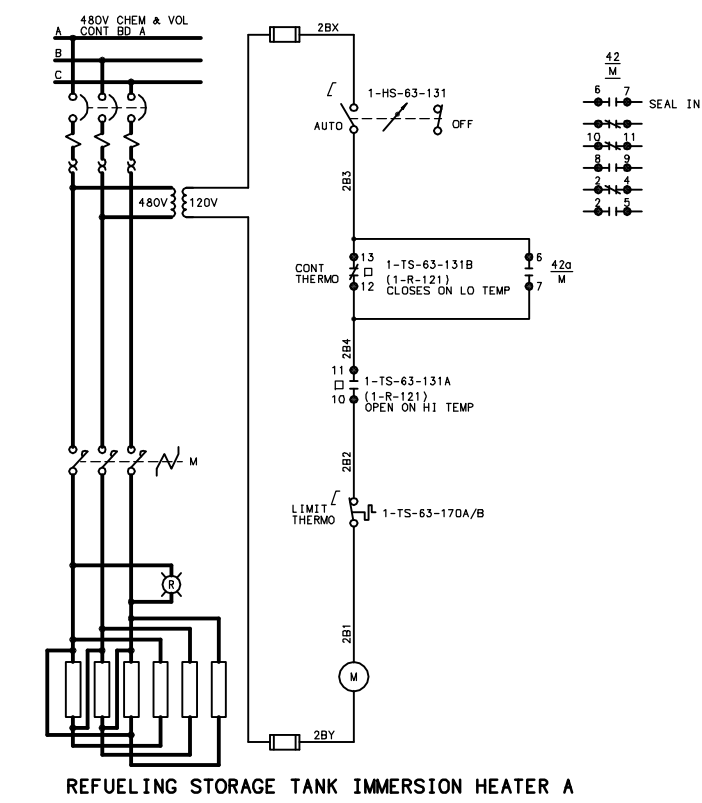 480V CHEM & VOL
A CONT BD A
B
C
2BX
1-HS-63-131
AUTO
OFF
42
M
6 7 SEAL IN
10 11
8 9
2 4
2 5
480V 120V
2B3
13
CONT THERMO
1-TS-63-131B
(1-R-121)
CLOSES ON LO TEMP
12
6
42a
M
7
2B4
11
1-TS-63-131A
10 (1-R-121)
OPEN ON HI TEMP
2B2
M
LIMIT THERMO
1-TS-63-170A/B
R
2B1
M
2BY
REFUELING STORAGE TANK IMMERSION HEATER A